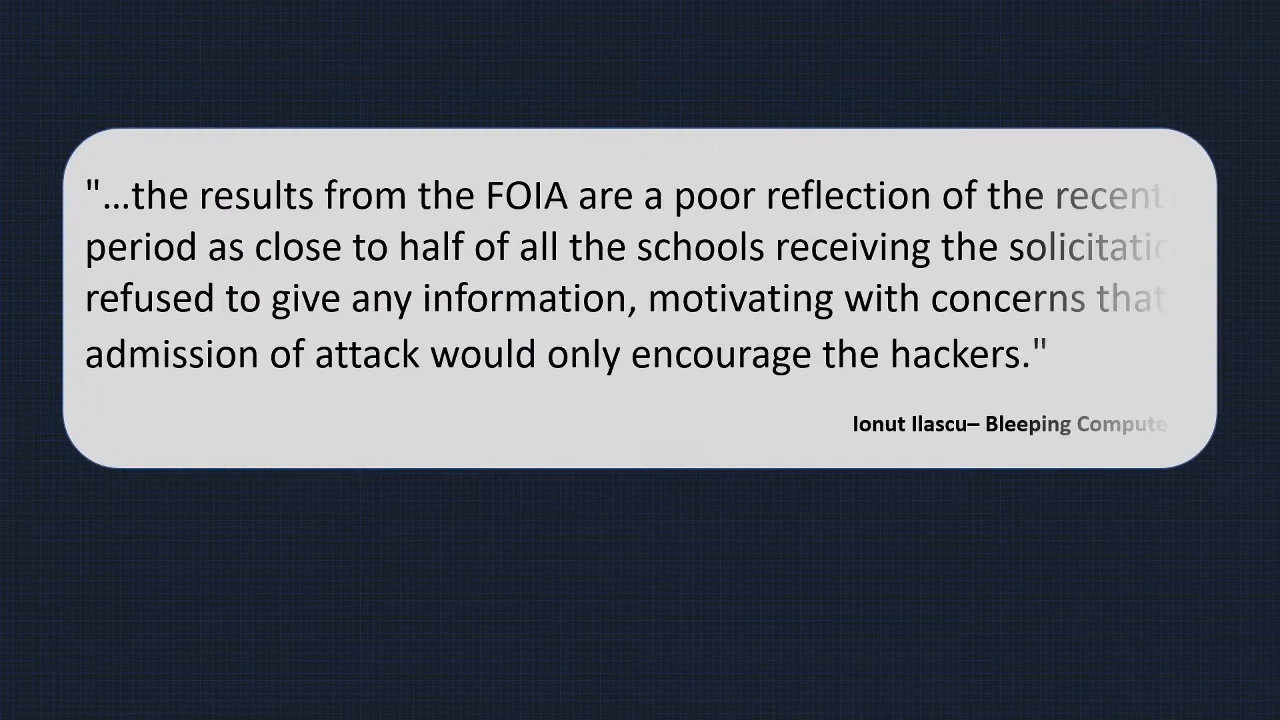 "...the results from the FOIA are a poor reflection of the recent
period as close to half of all the schools receiving the
refused to give any information, motivating with concerns that
admission of attack would only encourage the hackers."
Ionut Ilascu– Bleeping